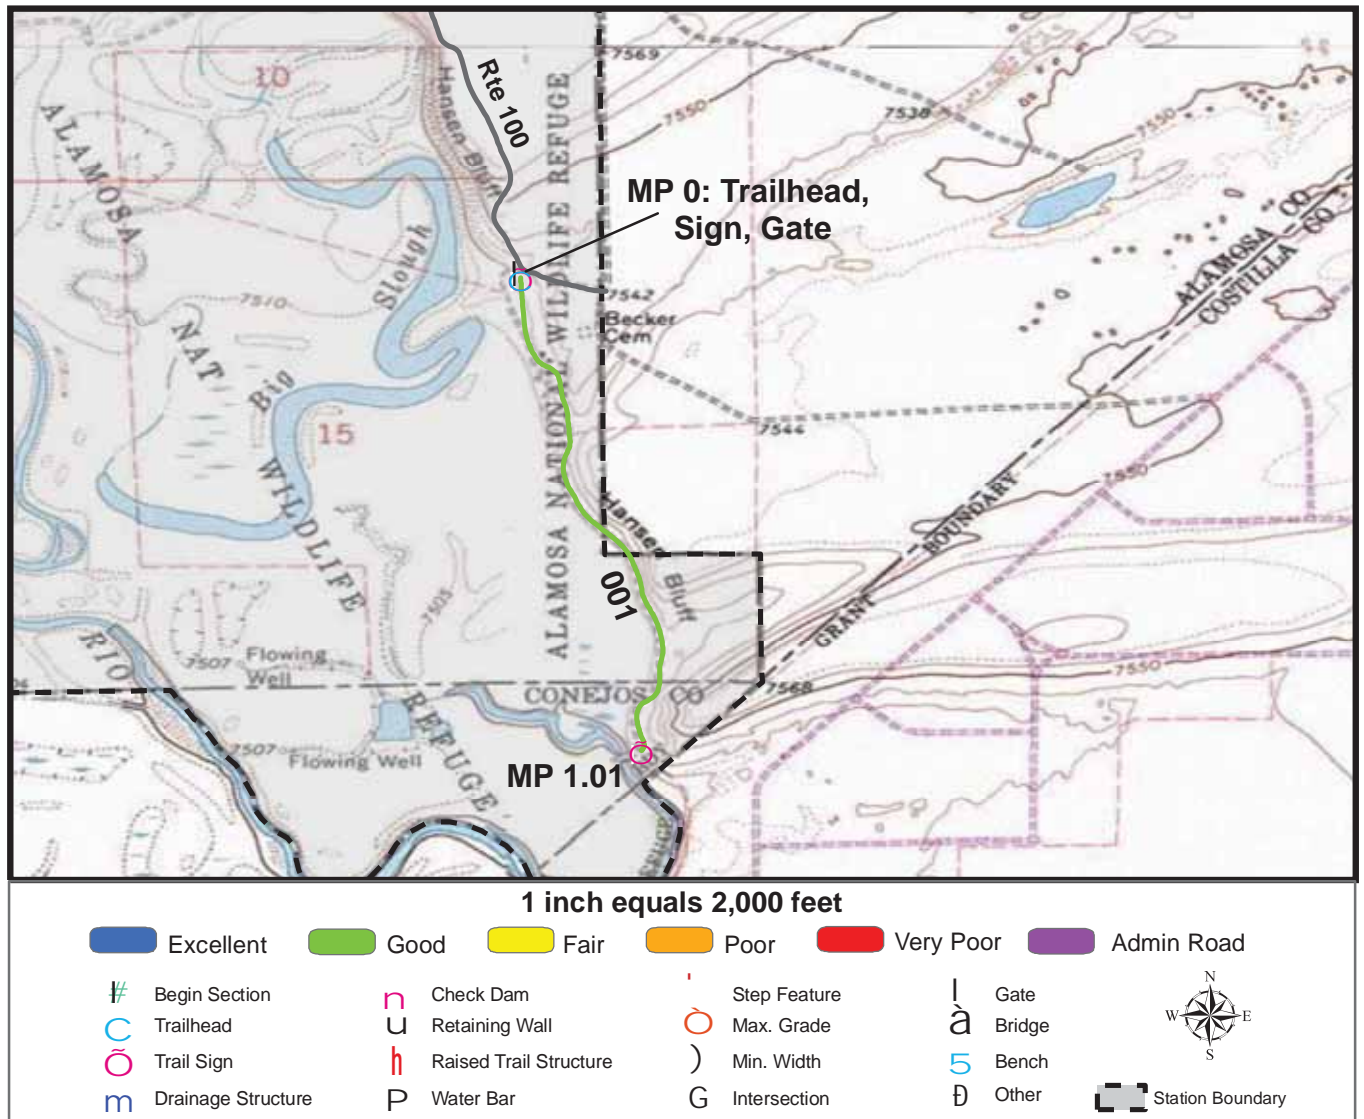 10
ALAMOSA
NAT
WILDLIFE
REFUGE
Hansen Bluff
Rte 100
ALAMOSA NATIONAL WILDLIFE REFUGE
7569
7550
7538
7550
MP 0: Trailhead,
Sign, Gate
ALAMOSA CO
COSTILLA CO
7510
Big
Slough
7542
Becker
Cem
15
7544
7550
Hansen
Bluff
001
BOUNDARY
GRANT
7505
RIO
7507
Flowing
Well
CONEJOS CO
7568
7550
7507
Flowing Well
MP 1.01
1 inch equals 2,000 feet
Excellent
Good
Fair
Poor
Very Poor
Admin Road
# Begin Section
C Trailhead
Õ Trail Sign
m Drainage Structure
n Check Dam
u Retaining Wall
h Raised Trail Structure
P Water Bar
' Step Feature
Ò Max. Grade
) Min. Width
G Intersection
l Gate
à Bridge
5 Bench
Đ Other
N
W E
S
Station Boundary